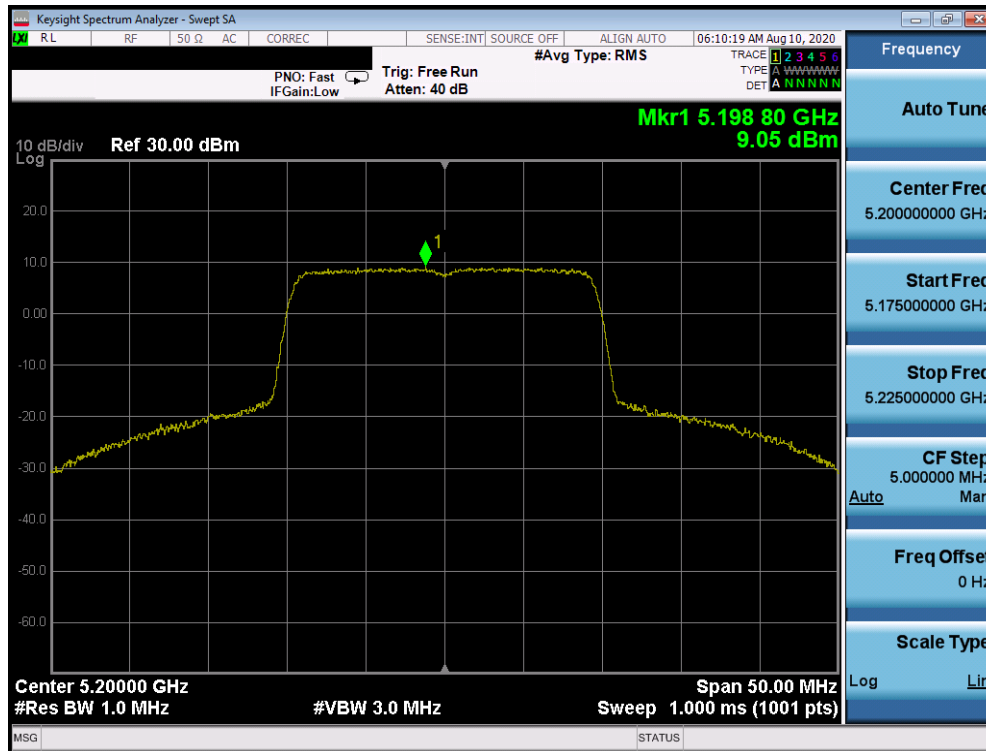 Keysight Spectrum Analyzer - Swept SA
LXI RL RF 50 Ω AC CORREC SENSE:INT SOURCE OFF ALIGN AUTO 06:10:19 AM Aug 10, 2020
#Avg Type: RMS
TRACE 1 2 3 4 5 6
PNO: Fast Trig: Free Run
TYPE A WWWWW
IFGain:Low Atten: 40 dB
DET A N N N N N
Mkr1 5.198 80 GHz
9.05 dBm
10 dB/div Ref 30.00 dBm
Log
20.0
1
10.0
0.00
-10.0
-20.0
-30.0
-40.0
-50.0
-60.0
Center 5.20000 GHz Span 50.00 MHz
#Res BW 1.0 MHz #VBW 3.0 MHz Sweep 1.000 ms (1001 pts)
MSG STATUS
Frequency
Auto Tune
Center Freq
5.200000000 GHz
Start Freq
5.175000000 GHz
Stop Freq
5.225000000 GHz
CF Step
5.000000 MHz
Auto Man
Freq Offset
0 Hz
Scale Type
Log Lin